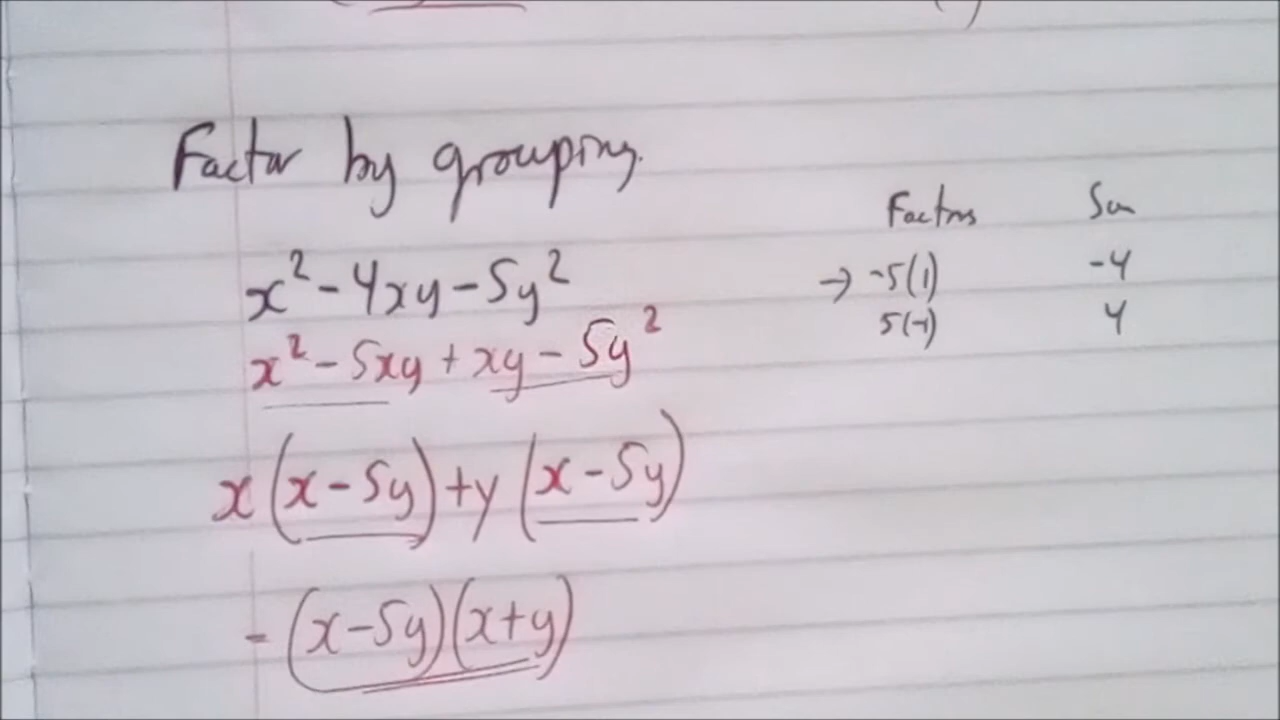 Factor by grouping.
x² - 4xy - 5y²
x² - 5xy + xy - 5y²
x(x - 5y) + y(x - 5y)
- (x - 5y)(x + y)
Factors Sum
→ -5(1) -4
5(-1) 4